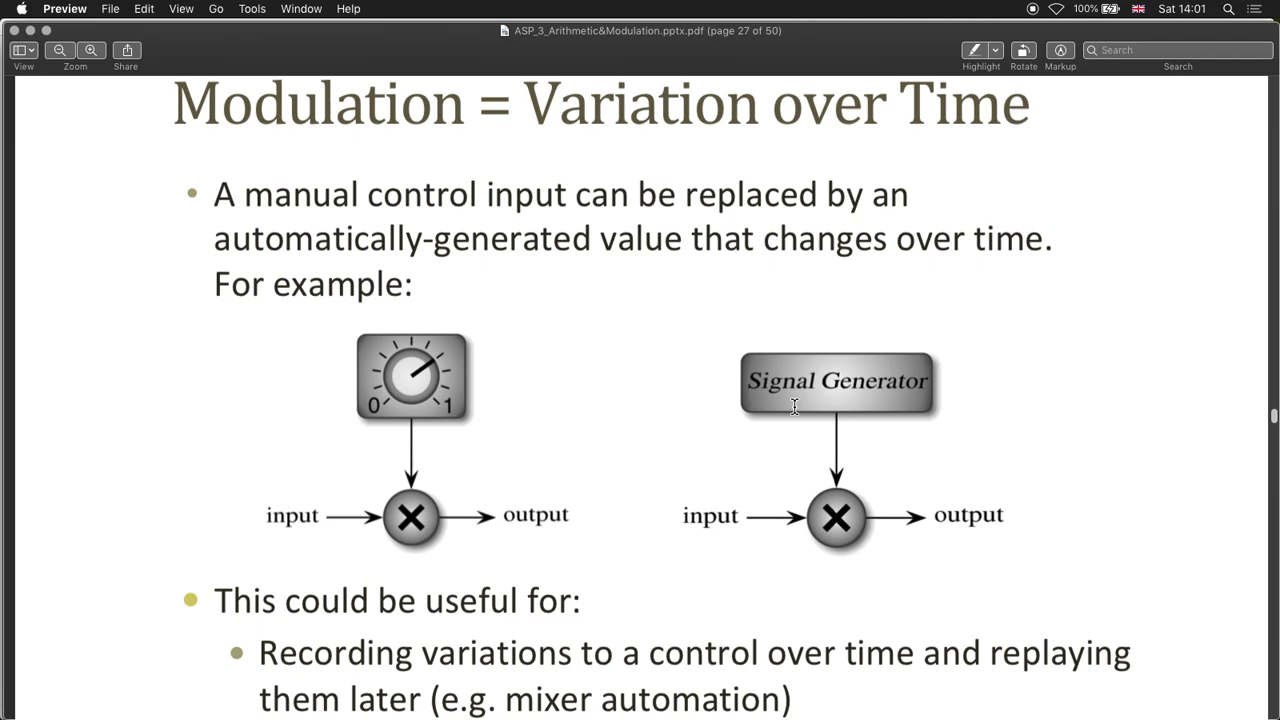 Preview File Edit View Go Tools Window Help 100% Sat 14:01
ASP_3_Arithmetic&Modulation.pptx.pdf (page 27 of 50)
Search
View Zoom Share Highlight Rotate Markup Search
Modulation = Variation over Time
• A manual control input can be replaced by an
automatically-generated value that changes over time.
For example:
0 1
Signal Generator
input × output
input × output
• This could be useful for:
• Recording variations to a control over time and replaying
them later (e.g. mixer automation)